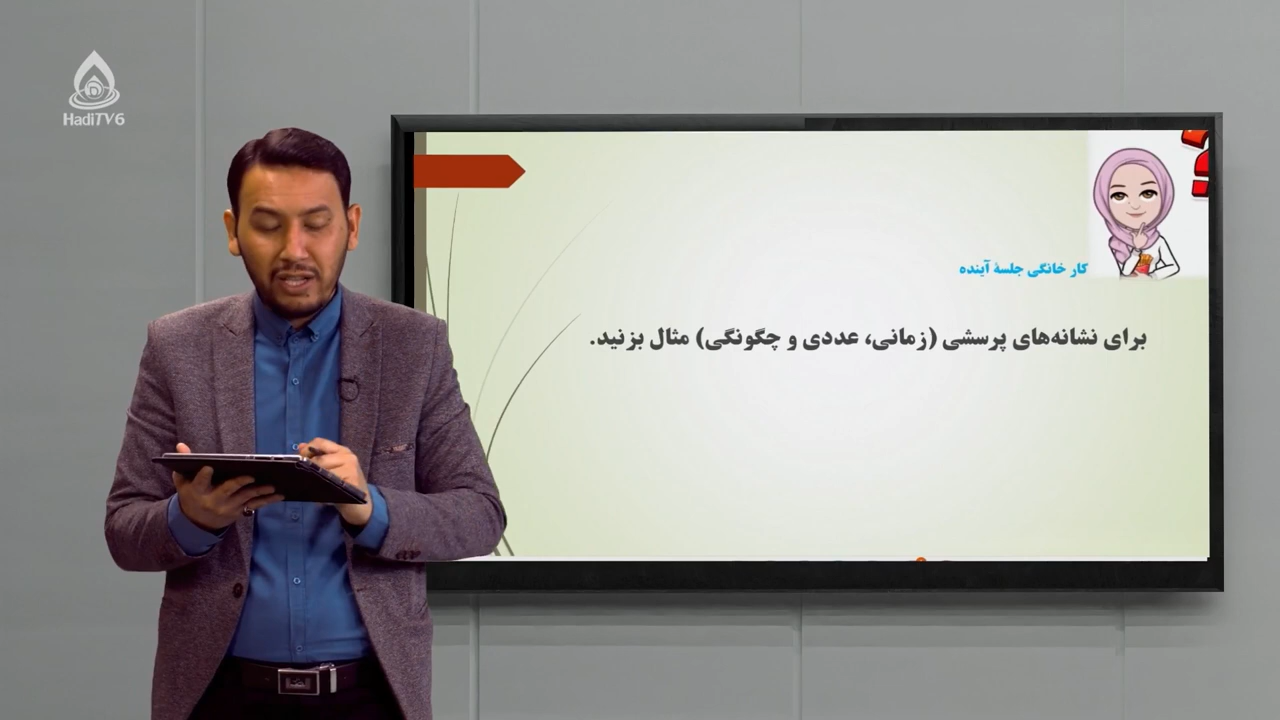 HadiTV6
کار خانگی جلسهٔ آینده
برای نشانه‌های پرسشی (زمانی، عددی و چگونگی) مثال بزنید.